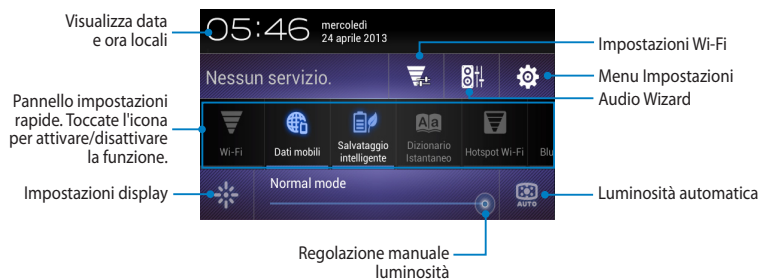 Visualizza data
e ora locali
05:46
mercoledì
24 aprile 2013
Impostazioni Wi-Fi
Nessun servizio.
Menu Impostazioni
Audio Wizard
Pannello impostazioni
rapide. Toccate l'icona
per attivare/disattivare
la funzione.
Wi-Fi
Dati mobili
Salvataggio
intelligente
Aa
Dizionario
Istantaneo
Hotspot Wi-Fi
Blu
Impostazioni display
Normal mode
AUTO
Luminosità automatica
Regolazione manuale
luminosità